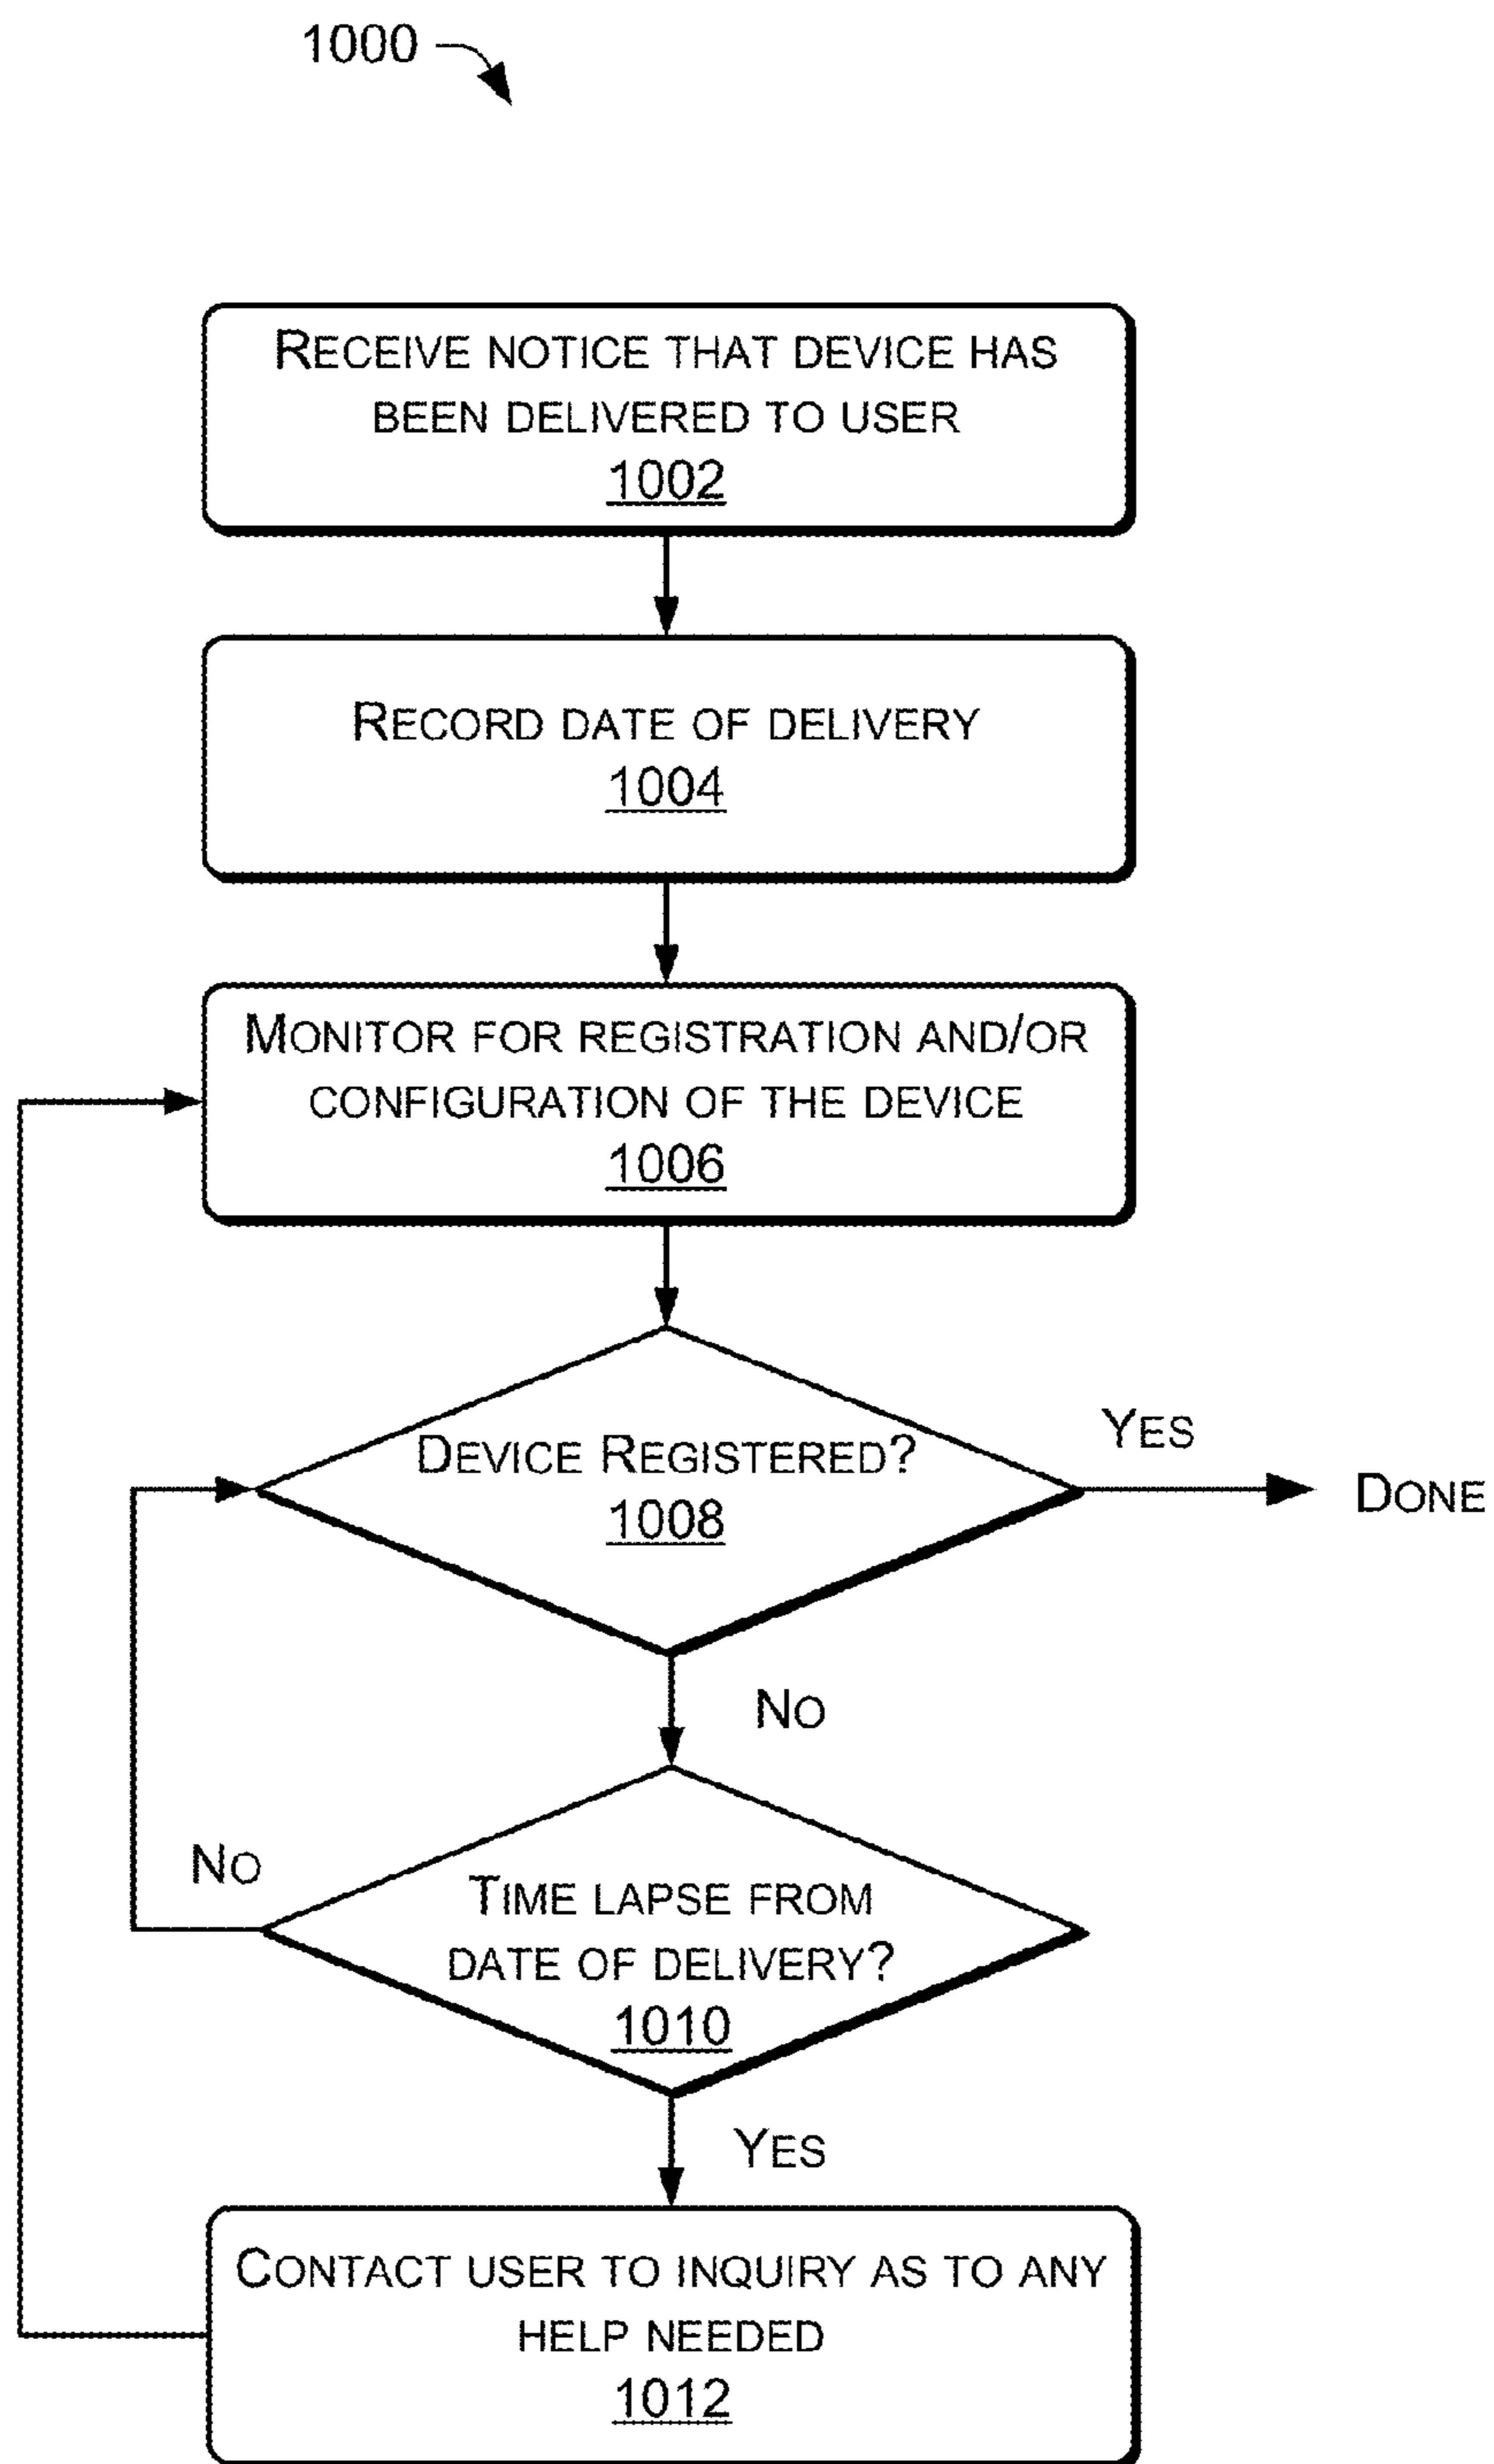 1000
RECEIVE NOTICE THAT DEVICE HAS
BEEN DELIVERED TO USER
1002
RECORD DATE OF DELIVERY
1004
MONITOR FOR REGISTRATION AND/OR
CONFIGURATION OF THE DEVICE
1006
DEVICE REGISTERED?
1008
YES
DONE
NO
NO
TIME LAPSE FROM
DATE OF DELIVERY?
1010
YES
CONTACT USER TO INQUIRY AS TO ANY
HELP NEEDED
1012